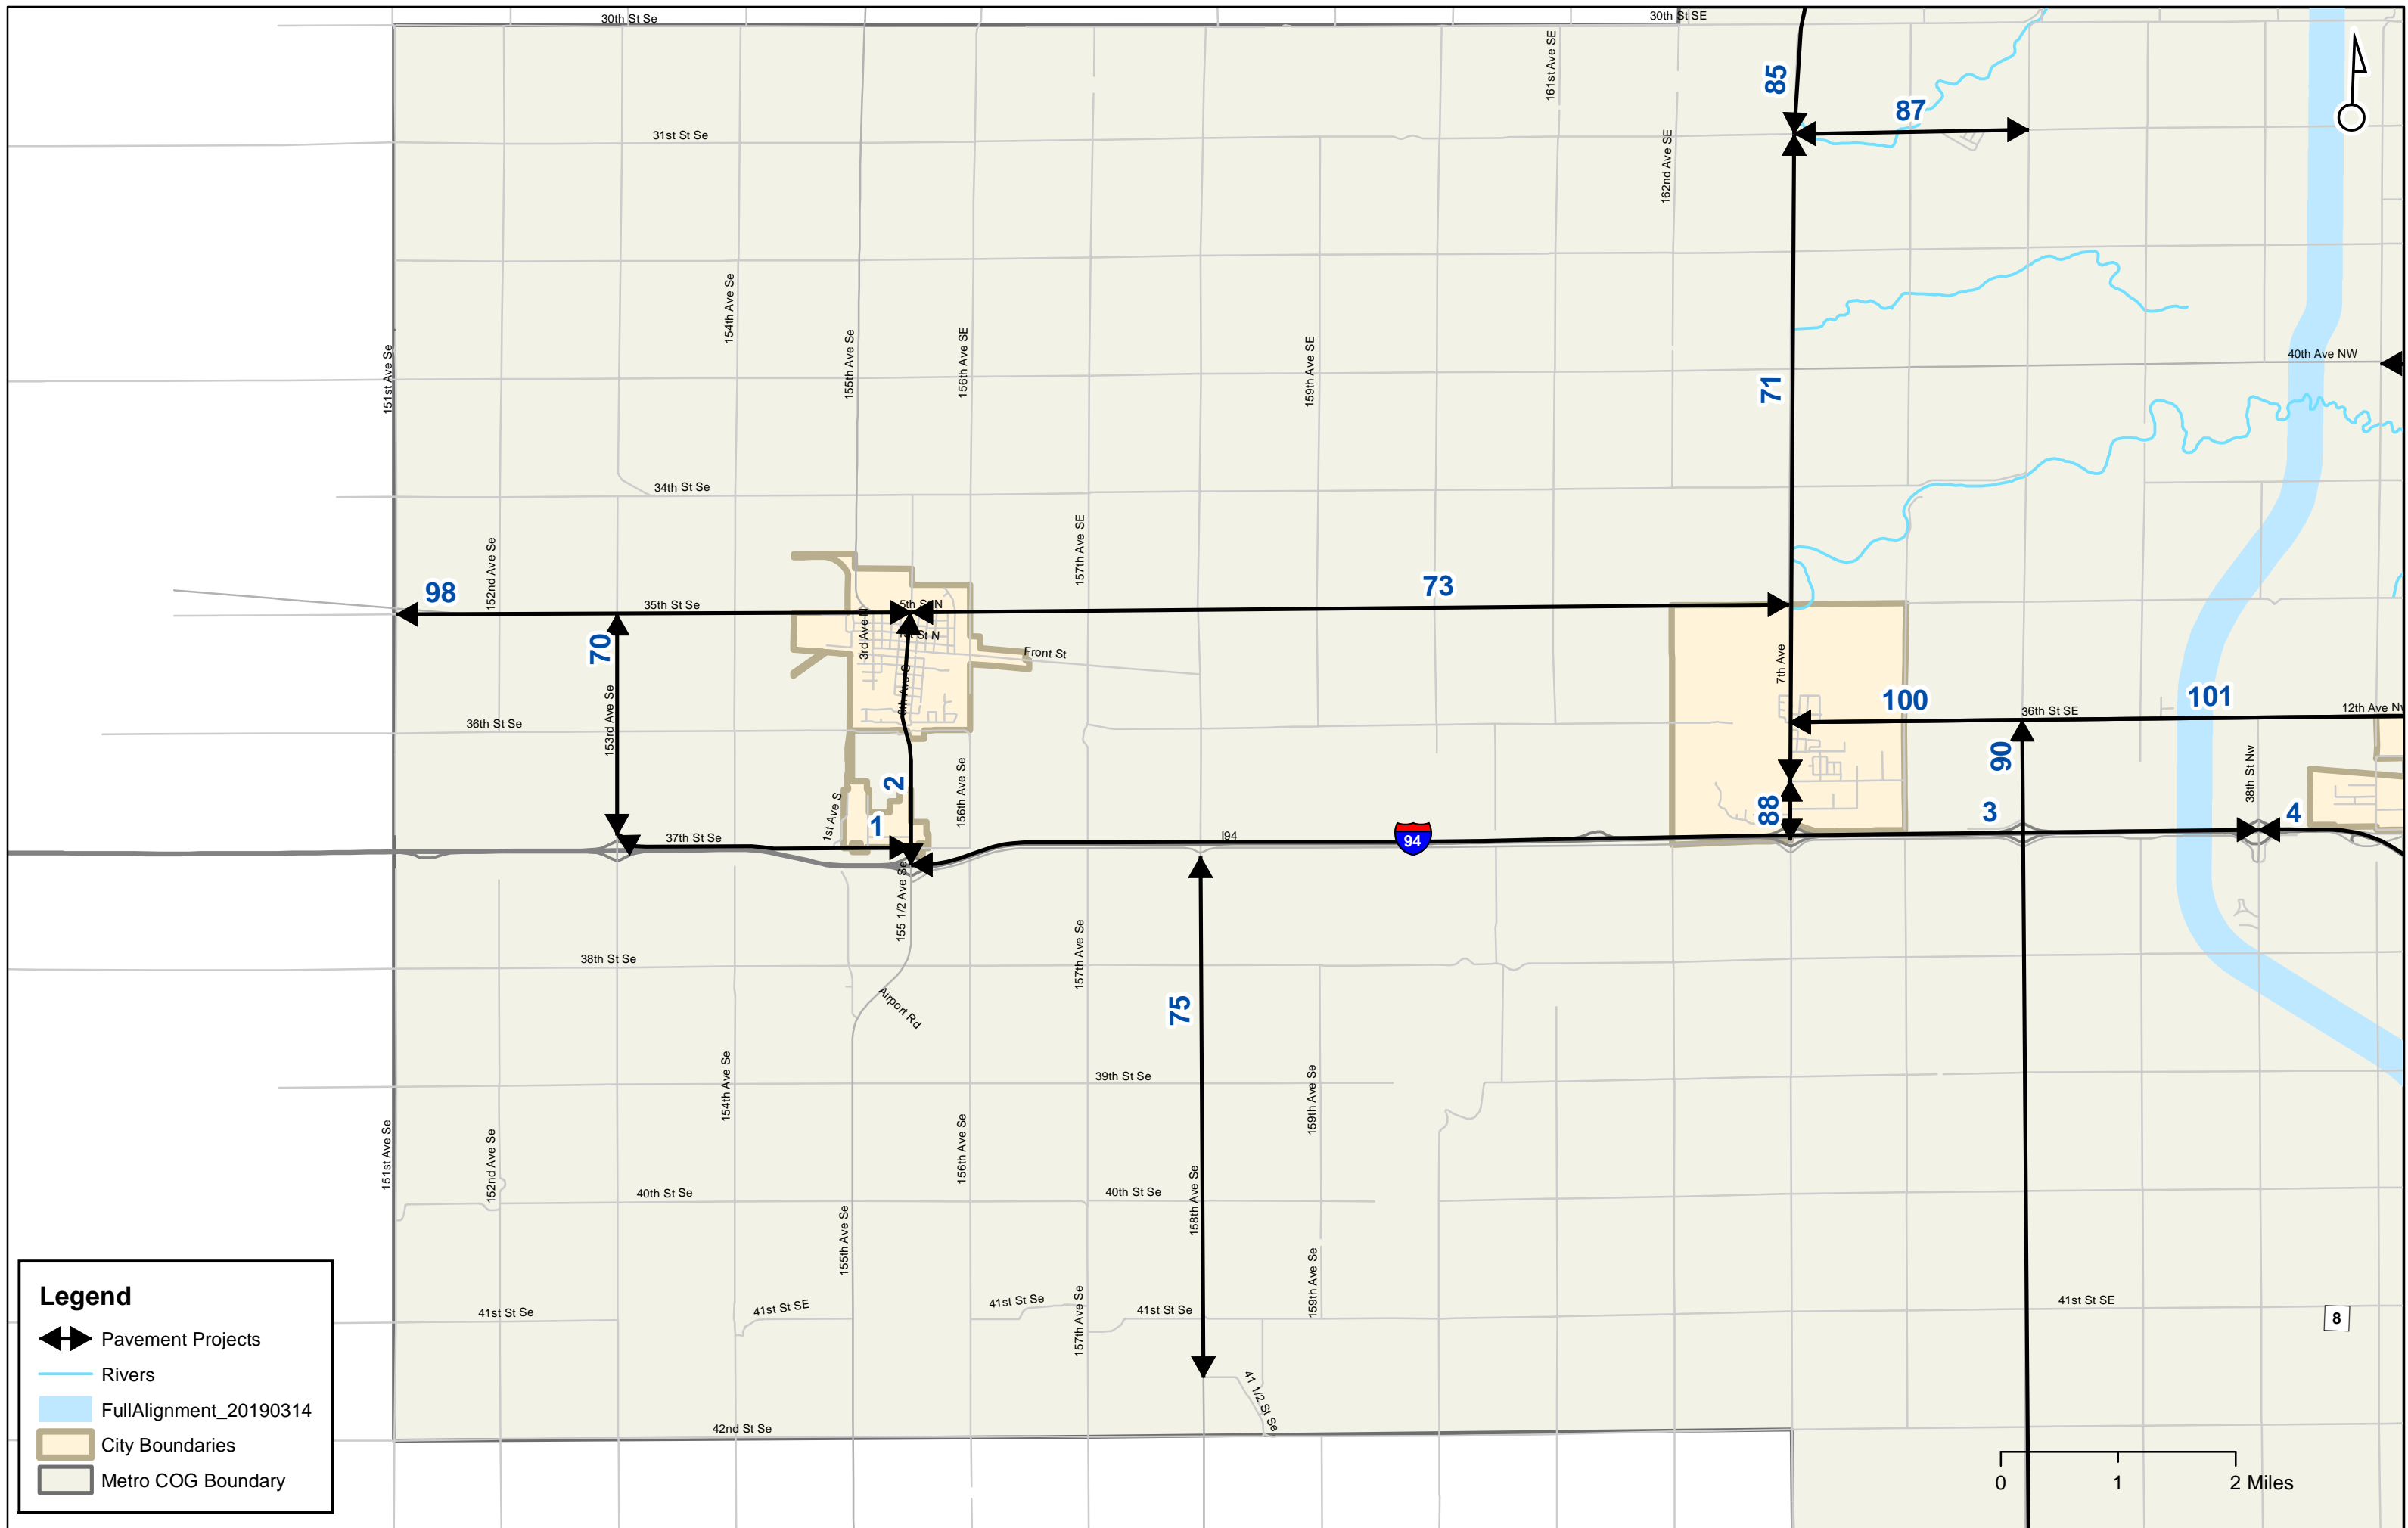 30th St Se
30th St SE
161st Ave SE
85
87
31st St Se
162nd Ave SE
154th Ave Se
155th Ave Se
156th Ave SE
159th Ave SE
151st Ave Se
40th Ave NW
71
34th St Se
152nd Ave Se
157th Ave SE
98
35th St Se
5th St N
73
70
3rd Ave N
1st St N
Front St
7th Ave
100
101
36th St SE
12th Ave Nw
153rd Ave Se
36th St Se
2
90
38th St Nw
156th Ave Se
1st Ave S
1
88
3
4
37th St Se
I94
94
155 1/2 Ave Se
38th St Se
157th Ave Se
Airport Rd
75
154th Ave Se
39th St Se
159th Ave Se
151st Ave Se
152nd Ave Se
156th Ave Se
40th St Se
40th St Se
158th Ave Se
155th Ave Se
159th Ave Se
157th Ave Se
41st St Se
41st St SE
41st St Se
41st St Se
41st St SE
8
41 1/2 St Se
42nd St Se
Legend
Pavement Projects
Rivers
FullAlignment_20190314
City Boundaries
Metro COG Boundary
0 1 2 Miles